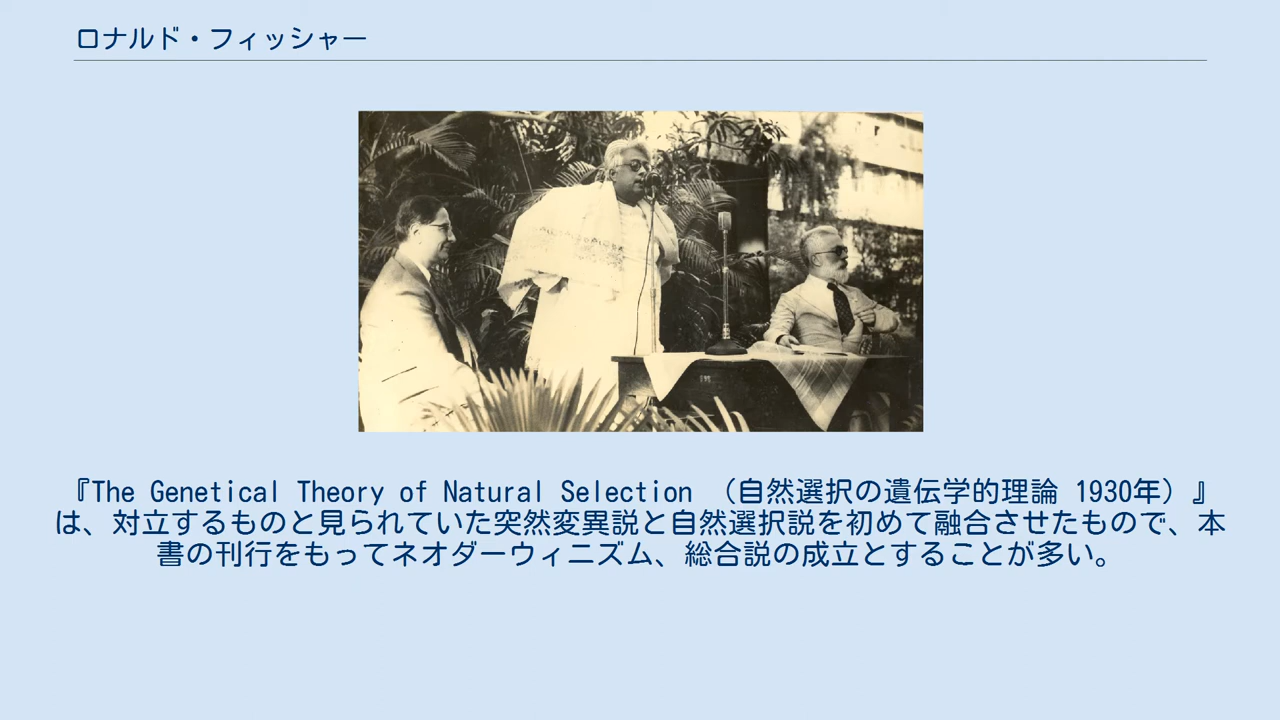 ロナルド・フィッシャー
『The Genetical Theory of Natural Selection （自然選択の遺伝学的理論 1930年）』
は、対立するものと見られていた突然変異説と自然選択説を初めて融合させたもので、本
書の刊行をもってネオダーウィニズム、総合説の成立とすることが多い。